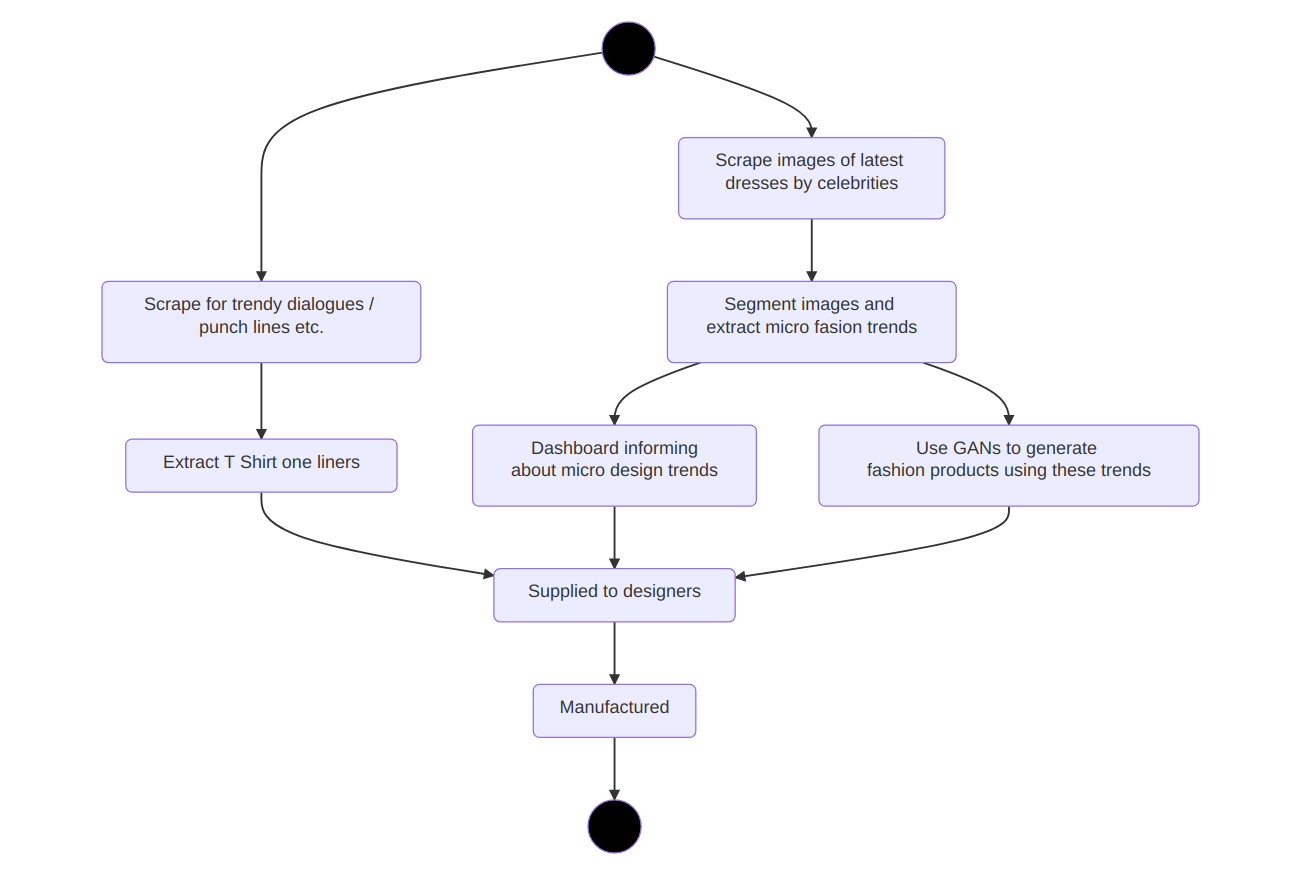 Scrape images of latest
dresses by celebrities
Scrape for trendy dialogues /
punch lines etc.
Segment images and
extract micro fasion trends
Extract T Shirt one liners
Dashboard informing
about micro design trends
Use GANs to generate
fashion products using these trends
Supplied to designers
Manufactured